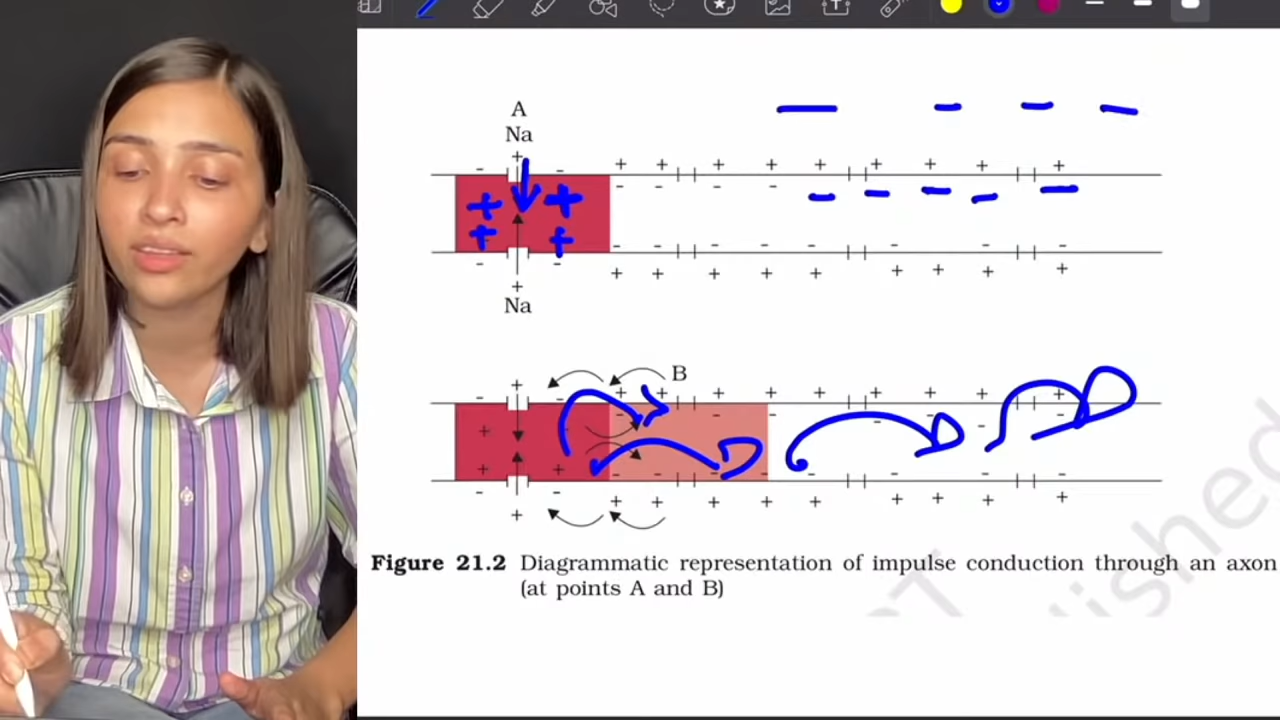 A
Na
+
- - + + + + + + + + +
- - - -
+ +
+ +
- - - - - - -
- - + + + + + + + + +
+
Na
B
+
- - + + + + + + + + +
- - - - - -
+
+ +
- - - - - - - -
- - + + + + + + + + +
+
Figure 21.2 Diagrammatic representation of impulse conduction through an axon
(at points A and B)